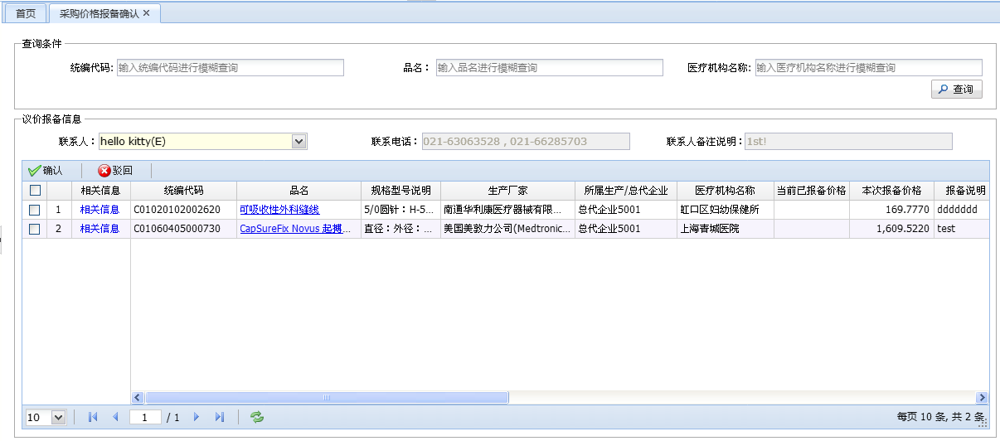 首页 采购价格报备确认 ×
查询条件
统编代码: 输入统编代码进行模糊查询 品名： 输入品名进行模糊查询 医疗机构名称: 输入医疗机构名称进行模糊查询
查询
议价报备信息
联系人： hello kitty(E) 联系电话： 021-63063528 , 021-66285703 联系人备注说明： 1st!
确认 驳回
相关信息 统编代码 品名 规格型号说明 生产厂家 所属生产/总代企业 医疗机构名称 当前已报备价格 本次报备价格 报备说明
1 相关信息 C01020102002620 可吸收性外科缝线 5/0圆针：H-5... 南通华利康医疗器械有限... 总代企业5001 虹口区妇幼保健所 169.7770 ddddddd
2 相关信息 C01060405000730 CapSureFix Novus 起搏... 直径：外径：... 美国美敦力公司(Medtronic... 总代企业5001 上海青城医院 1,609.5220 test
10 1 / 1 每页 10 条, 共 2 条